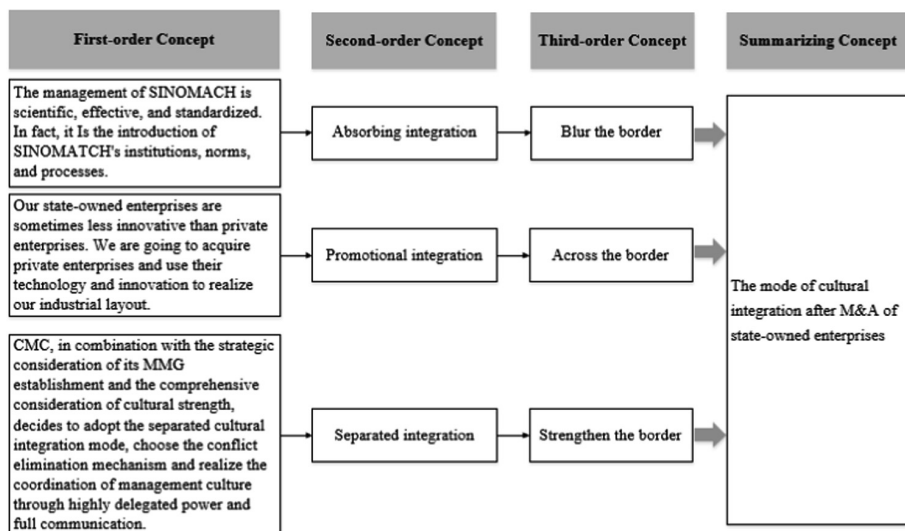 First-order Concept
Second-order Concept
Third-order Concept
Summarizing Concept
The management of SINOMACH is
scientific, effective, and standardized.
In fact, it Is the introduction of
SINOMATCH's institutions, norms,
and processes.
Absorbing integration
Blur the border
Our state-owned enterprises are
sometimes less innovative than private
enterprises. We are going to acquire
private enterprises and use their
technology and innovation to realize
our industrial layout.
Promotional integration
Across the border
The mode of cultural
integration after M&A of
state-owned enterprises
CMC, in combination with the strategic
consideration of its MMG
establishment and the comprehensive
consideration of cultural strength,
decides to adopt the separated cultural
integration mode, choose the conflict
elimination mechanism and realize the
coordination of management culture
through highly delegated power and
full communication.
Separated integration
Strengthen the border